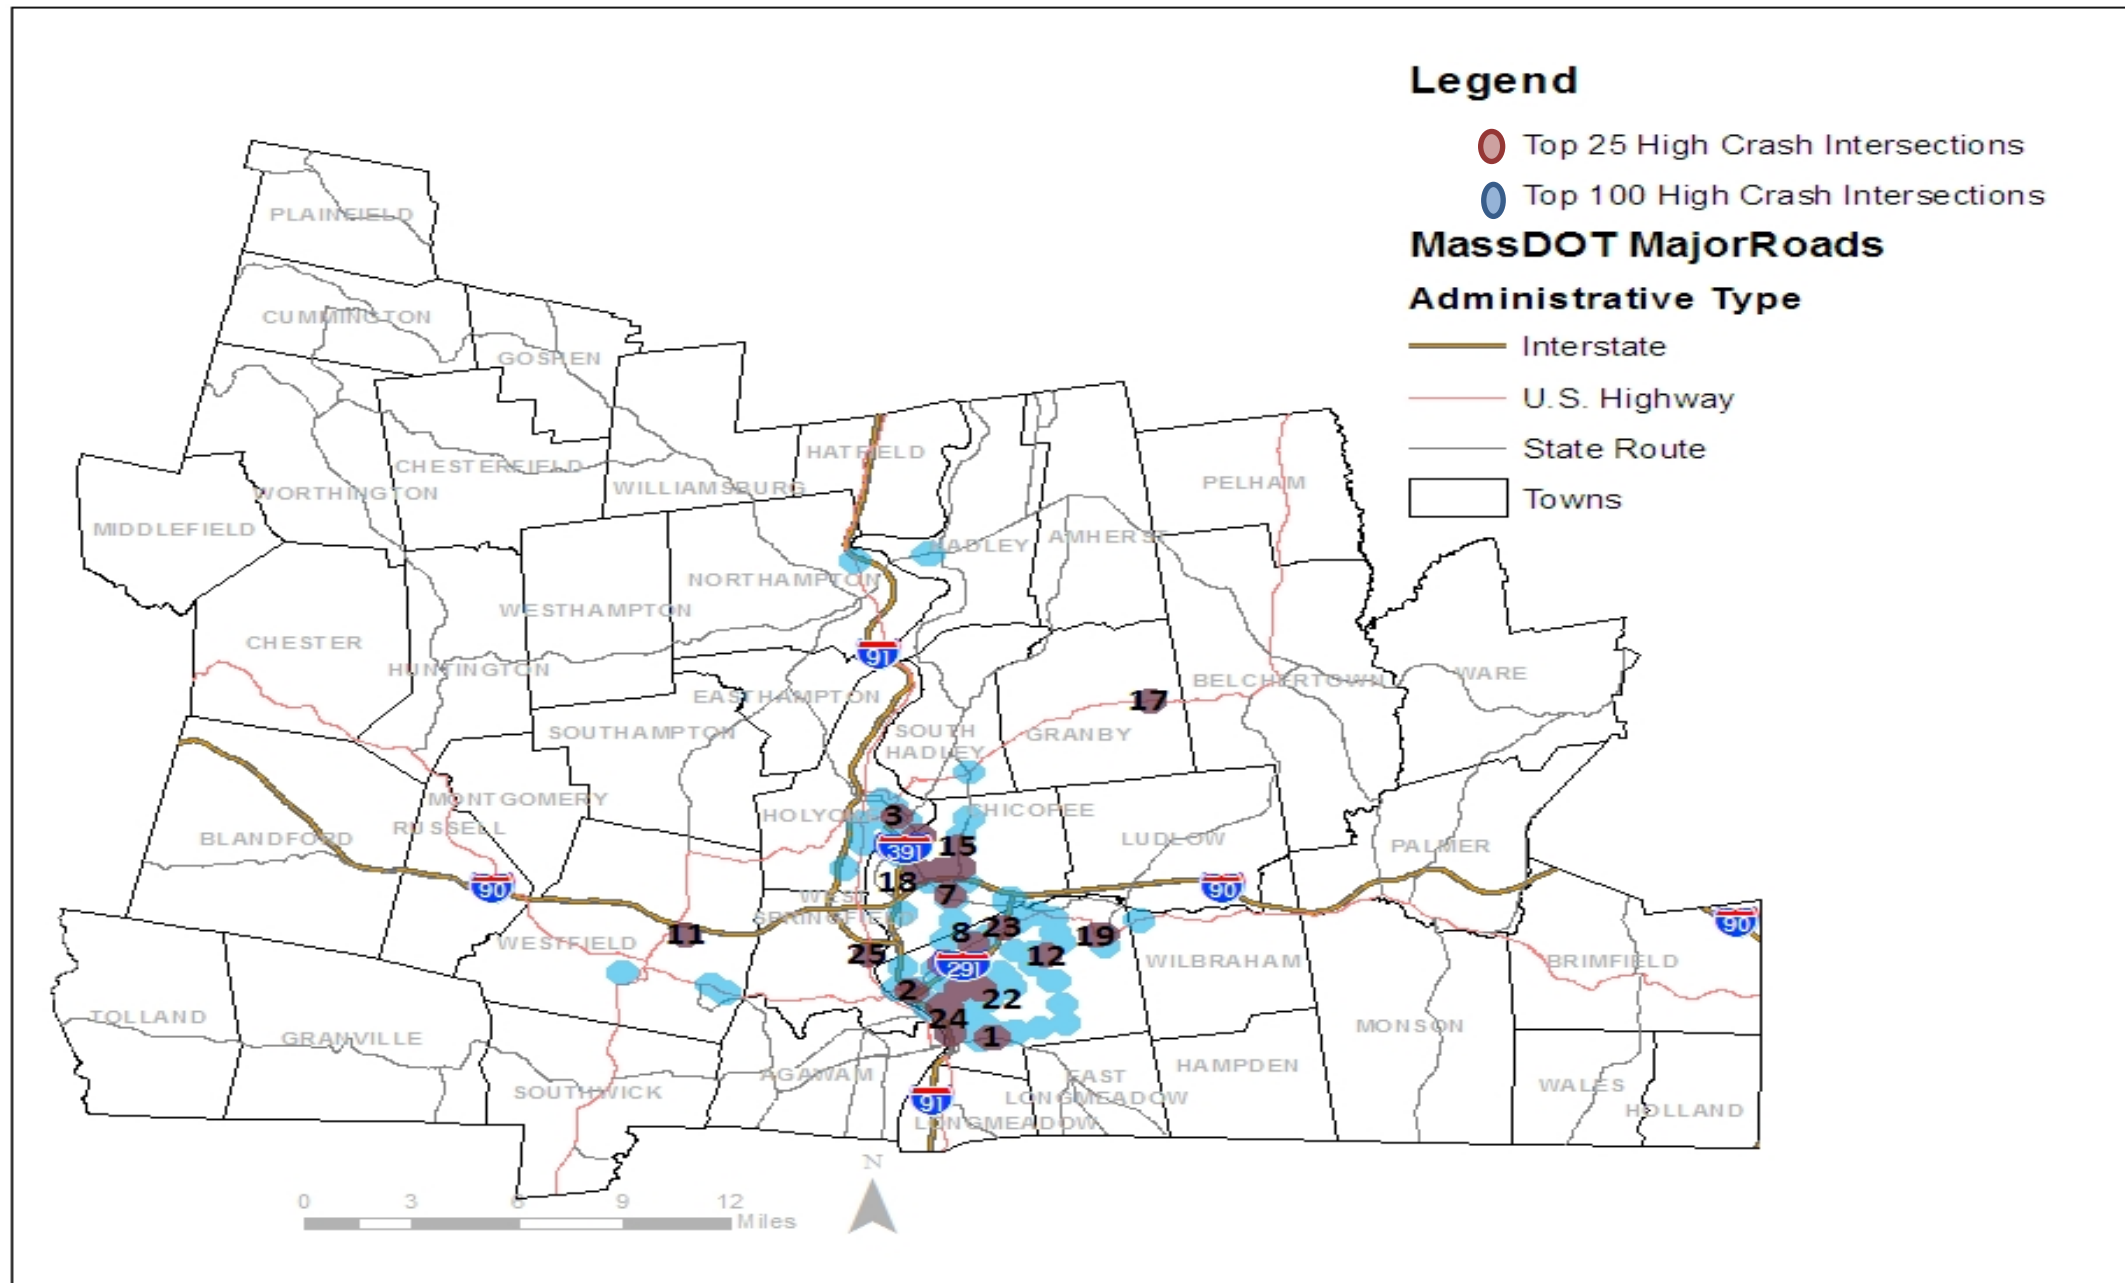 Legend
Top 25 High Crash Intersections
Top 100 High Crash Intersections
MassDOT MajorRoads
Administrative Type
Interstate
U.S. Highway
State Route
Towns
PLAINFIELD
CUMMINGTON
GOSHEN
HATFIELD
CHESTERFIELD
WILLIAMSBURG
WORTHINGTON
PELHAM
MIDDLEFIELD
HADLEY
AMHERST
NORTHAMPTON
WESTHAMPTON
CHESTER
HUNTINGTON
91
WARE
BELCHERTOWN
EASTHAMPTON
17
SOUTHAMPTON
SOUTH
HADLEY
GRANBY
MONTGOMERY
HOLYOKE
3
CHICOPEE
RUSSELL
BLANDFORD
LUDLOW
PALMER
391
15
18
90
7
90
WEST
SPRINGFIELD
90
11
WESTFIELD
25
8
23
19
12
291
WILBRAHAM
BRIMFIELD
2
22
TOLLAND
GRANVILLE
24
1
MONSON
HAMPDEN
AGAWAM
EAST
LONGMEADOW
SOUTHWICK
91
LONGMEADOW
WALES
HOLLAND
N
0 3 6 9 12
Miles